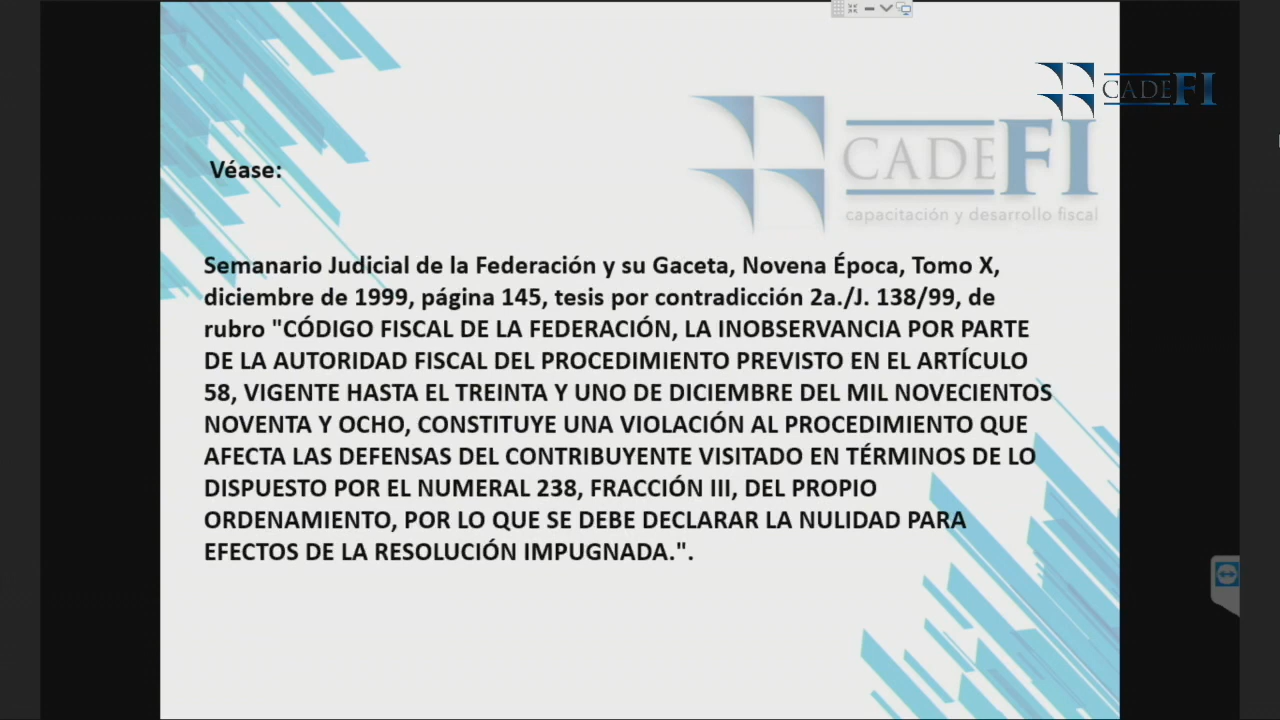 CADEFI
CADEFI
capacitación y desarrollo fiscal
Véase:
Semanario Judicial de la Federación y su Gaceta, Novena Época, Tomo X,
diciembre de 1999, página 145, tesis por contradicción 2a./J. 138/99, de
rubro "CÓDIGO FISCAL DE LA FEDERACIÓN, LA INOBSERVANCIA POR PARTE
DE LA AUTORIDAD FISCAL DEL PROCEDIMIENTO PREVISTO EN EL ARTÍCULO
58, VIGENTE HASTA EL TREINTA Y UNO DE DICIEMBRE DEL MIL NOVECIENTOS
NOVENTA Y OCHO, CONSTITUYE UNA VIOLACIÓN AL PROCEDIMIENTO QUE
AFECTA LAS DEFENSAS DEL CONTRIBUYENTE VISITADO EN TÉRMINOS DE LO
DISPUESTO POR EL NUMERAL 238, FRACCIÓN III, DEL PROPIO
ORDENAMIENTO, POR LO QUE SE DEBE DECLARAR LA NULIDAD PARA
EFECTOS DE LA RESOLUCIÓN IMPUGNADA.".